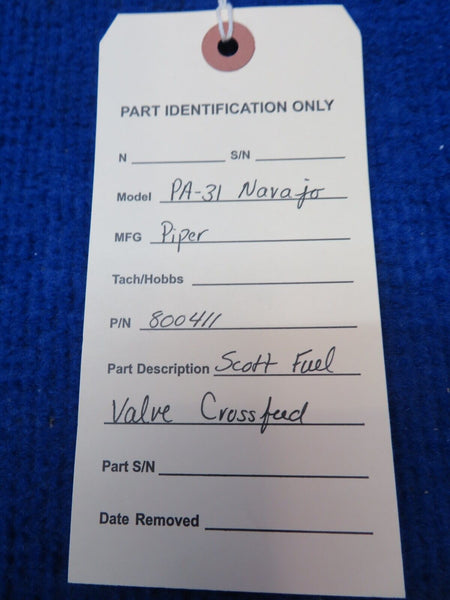 PART IDENTIFICATION ONLY
N S/N
Model PA-31 Navajo
MFG Piper
Tach/Hobbs
P/N 800411
Part Description Scott Fuel
Valve Crossfeed
Part S/N
Date Removed